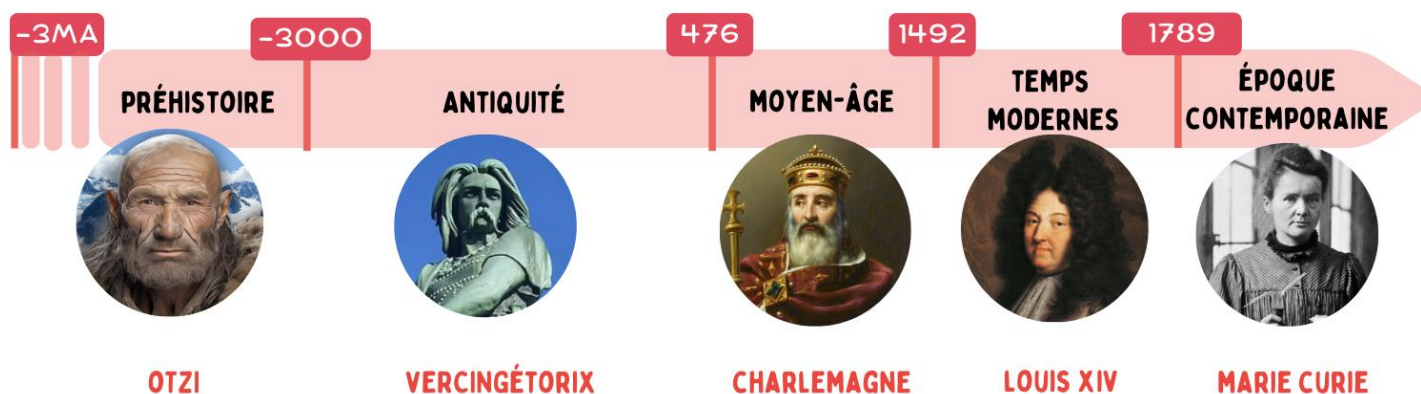 -3MA
-3000
476
1492
1789
PRÉHISTOIRE
ANTIQUITÉ
MOYEN-ÂGE
TEMPS
MODERNES
ÉPOQUE
CONTEMPORAINE
OTZI
VERCINGÉTORIX
CHARLEMAGNE
LOUIS XIV
MARIE CURIE